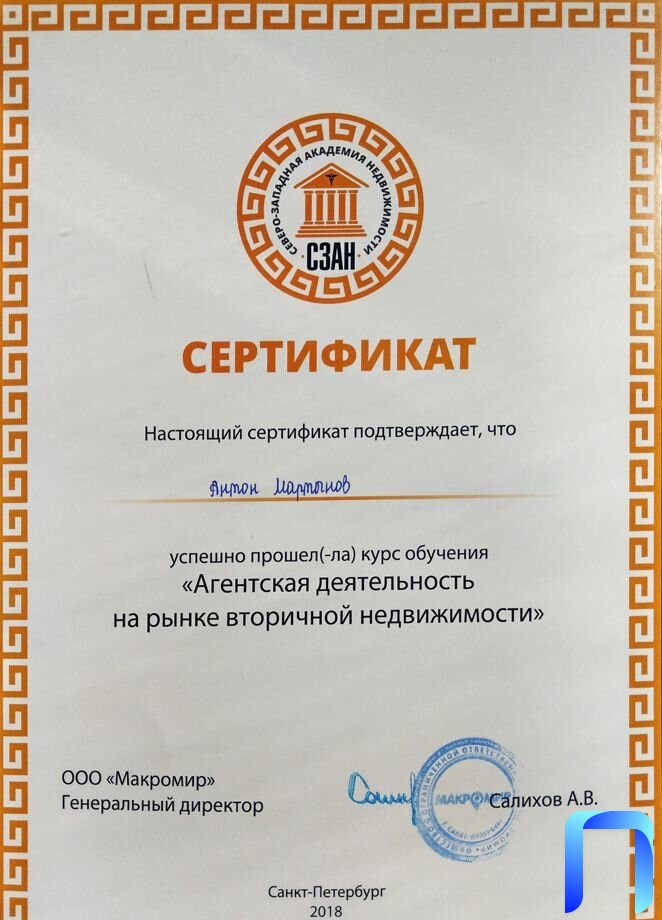 СЕВЕРО-ЗАПАДНАЯ АКАДЕМИЯ НЕДВИЖИМОСТИ
· СЗАН ·
СЕРТИФИКАТ
Настоящий сертификат подтверждает, что
Антон Мартынов
успешно прошел(-ла) курс обучения
«Агентская деятельность
на рынке вторичной недвижимости»
ООО «Макромир»
Генеральный директор
МАКРОМИР
Салихов А.В.
Санкт-Петербург
2018